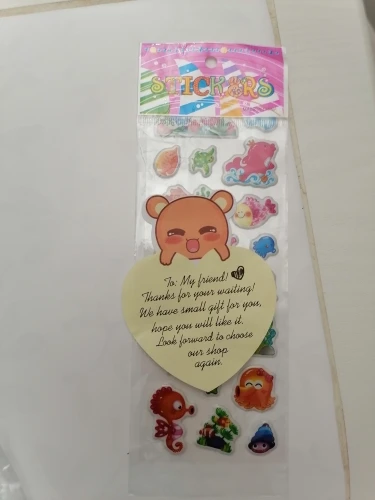 STICKERS
To: My friend!
Thanks for your waiting!
We have small gift for you,
hope you will like it.
Look forward to choose
our shop
again.